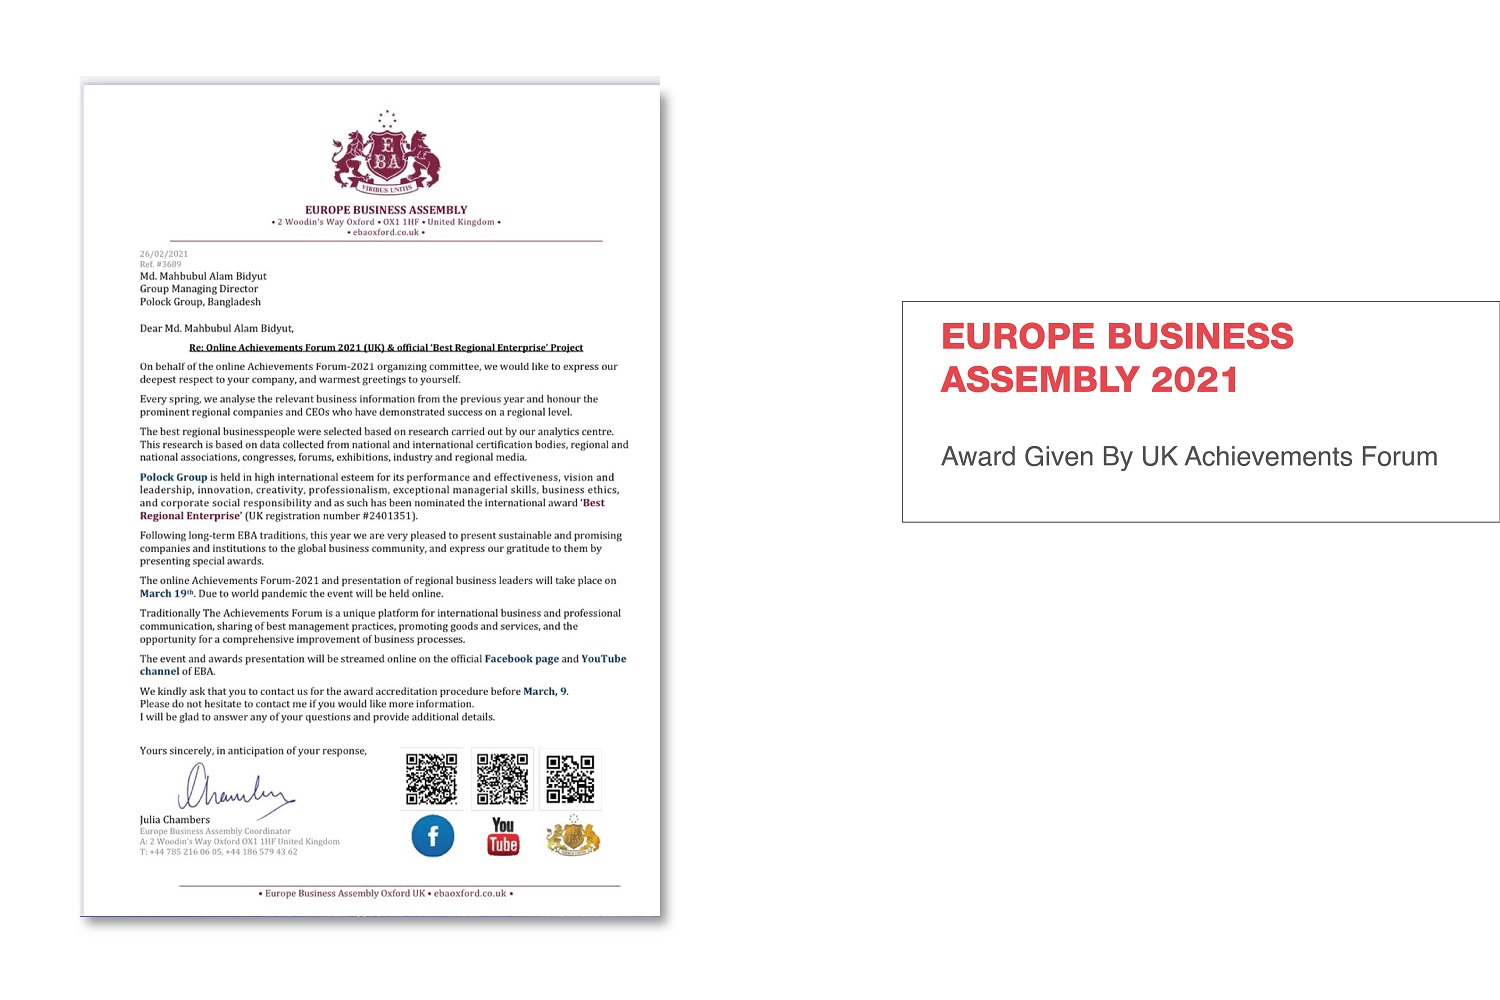 E
BA
VIRIBUS UNITIS
EUROPE BUSINESS ASSEMBLY
• 2 Woodin's Way Oxford • OX1 1HF • United Kingdom •
• ebaoxford.co.uk •
26/02/2021
Ref. #3689
Md. Mahbubul Alam Bidyut
Group Managing Director
Polock Group, Bangladesh
Dear Md. Mahbubul Alam Bidyut,
Re: Online Achievements Forum 2021 (UK) & official 'Best Regional Enterprise' Project
On behalf of the online Achievements Forum-2021 organizing committee, we would like to express our
deepest respect to your company, and warmest greetings to yourself.
Every spring, we analyse the relevant business information from the previous year and honour the
prominent regional companies and CEOs who have demonstrated success on a regional level.
The best regional businesspeople were selected based on research carried out by our analytics centre.
This research is based on data collected from national and international certification bodies, regional and
national associations, congresses, forums, exhibitions, industry and regional media.
Polock Group is held in high international esteem for its performance and effectiveness, vision and
leadership, innovation, creativity, professionalism, exceptional managerial skills, business ethics,
and corporate social responsibility and as such has been nominated the international award 'Best
Regional Enterprise' (UK registration number #2401351).
Following long-term EBA traditions, this year we are very pleased to present sustainable and promising
companies and institutions to the global business community, and express our gratitude to them by
presenting special awards.
The online Achievements Forum-2021 and presentation of regional business leaders will take place on
March 19th. Due to world pandemic the event will be held online.
Traditionally The Achievements Forum is a unique platform for international business and professional
communication, sharing of best management practices, promoting goods and services, and the
opportunity for a comprehensive improvement of business processes.
The event and awards presentation will be streamed online on the official Facebook page and YouTube
channel of EBA.
We kindly ask that you to contact us for the award accreditation procedure before March, 9.
Please do not hesitate to contact me if you would like more information.
I will be glad to answer any of your questions and provide additional details.
Yours sincerely, in anticipation of your response,
Chambers
Julia Chambers
Europe Business Assembly Coordinator
A: 2 Woodin's Way Oxford OX1 1HF United Kingdom
T: +44 785 216 06 05, +44 186 579 43 62
f
You
Tube
• Europe Business Assembly Oxford UK • ebaoxford.co.uk •
EUROPE BUSINESS
ASSEMBLY 2021
Award Given By UK Achievements Forum